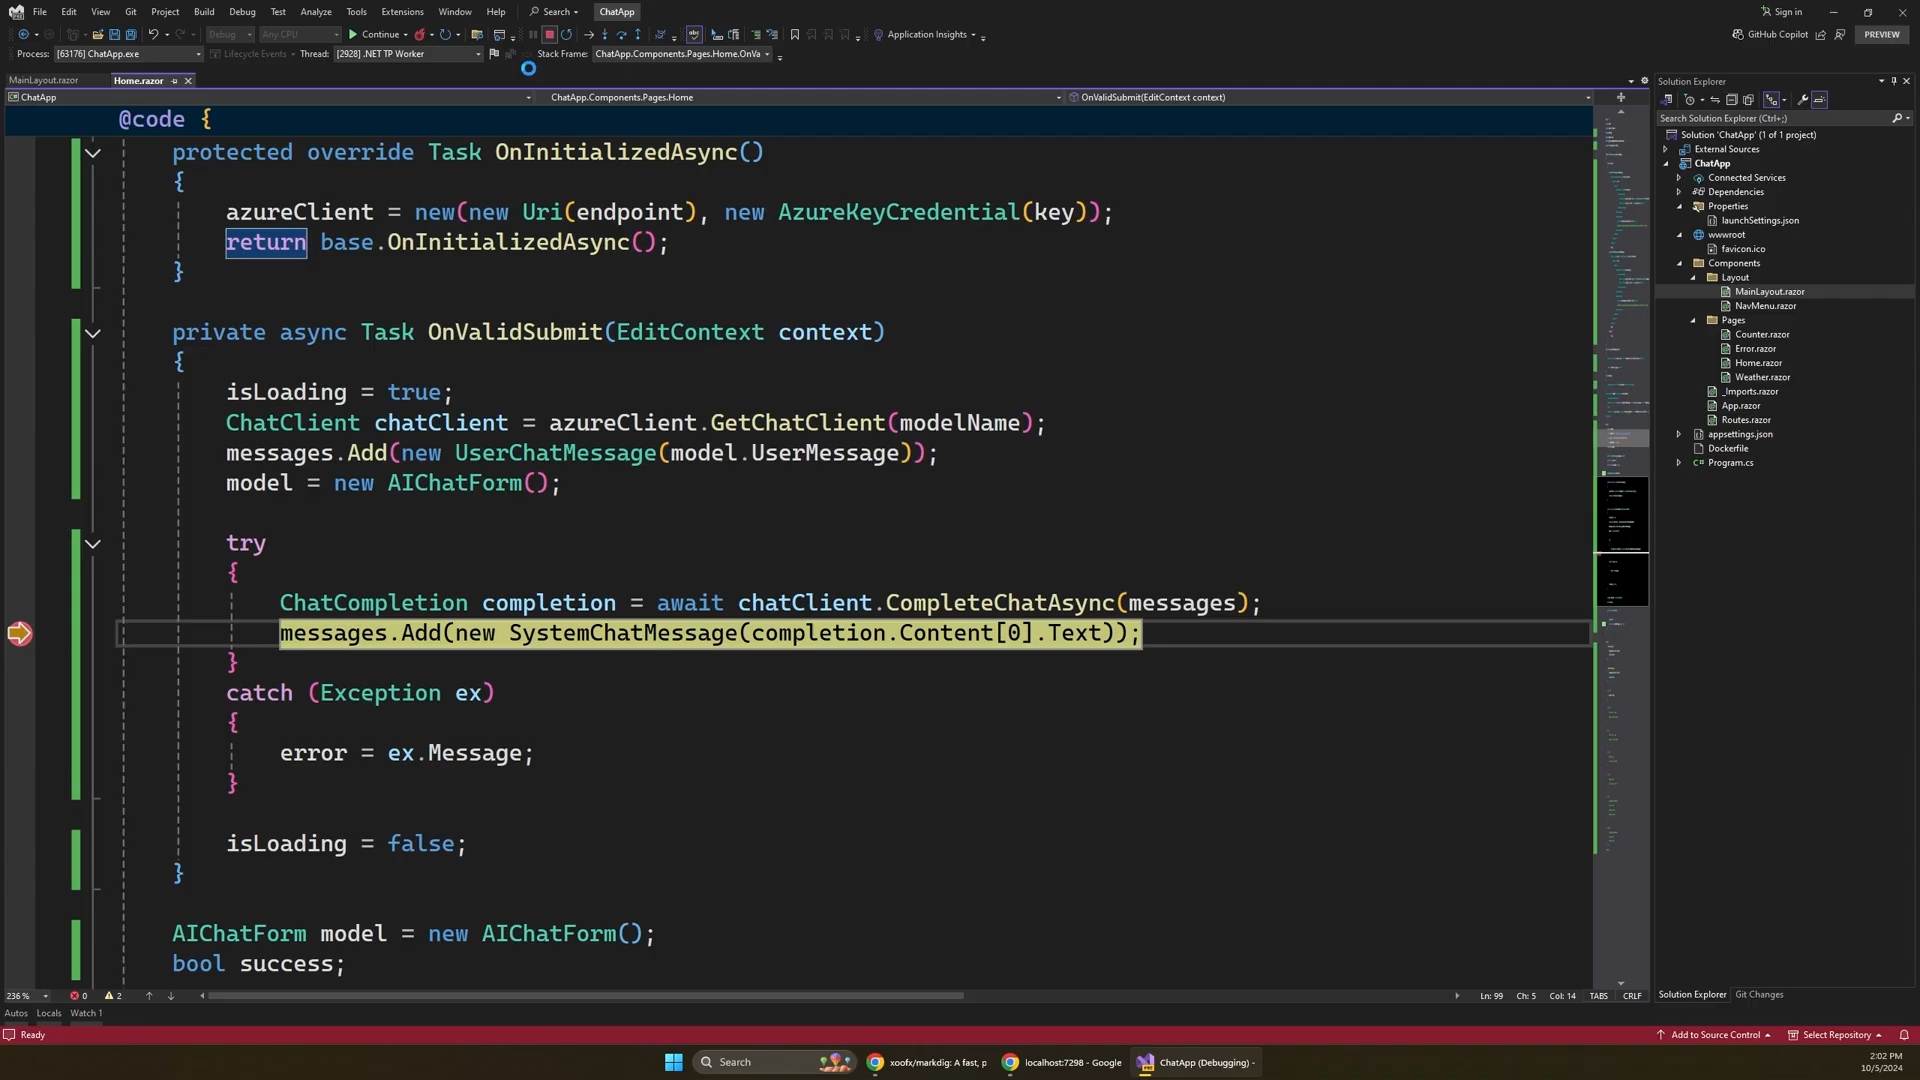 File Edit View Git Project Build Debug Test Analyze Tools Extensions Window Help Search ChatApp Sign in
Debug Any CPU Continue Application Insights GitHub Copilot PREVIEW
Process: [63176] ChatApp.exe Lifecycle Events Thread: [2928] .NET TP Worker Stack Frame: ChatApp.Components.Pages.Home.OnVa
MainLayout.razor Home.razor
ChatApp ChatApp.Components.Pages.Home OnValidSubmit(EditContext context)
@code {
protected override Task OnInitializedAsync()
{
azureClient = new(new Uri(endpoint), new AzureKeyCredential(key));
return base.OnInitializedAsync();
}
private async Task OnValidSubmit(EditContext context)
{
isLoading = true;
ChatClient chatClient = azureClient.GetChatClient(modelName);
messages.Add(new UserChatMessage(model.UserMessage));
model = new AIChatForm();
try
{
ChatCompletion completion = await chatClient.CompleteChatAsync(messages);
messages.Add(new SystemChatMessage(completion.Content[0].Text));
}
catch (Exception ex)
{
error = ex.Message;
}
isLoading = false;
}
AIChatForm model = new AIChatForm();
bool success;
236 % 0 2 Ln: 99 Ch: 5 Col: 14 TABS CRLF
Solution Explorer
Search Solution Explorer (Ctrl+;)
Solution 'ChatApp' (1 of 1 project)
External Sources
ChatApp
Connected Services
Dependencies
Properties
launchSettings.json
wwwroot
favicon.ico
Components
Layout
MainLayout.razor
NavMenu.razor
Pages
Counter.razor
Error.razor
Home.razor
Weather.razor
_Imports.razor
App.razor
Routes.razor
appsettings.json
Dockerfile
C# Program.cs
Solution Explorer Git Changes
Autos Locals Watch 1
Ready Add to Source Control Select Repository
Search xoofx/markdig: A fast, p localhost:7298 - Google ChatApp (Debugging) -
2:02 PM
10/5/2024